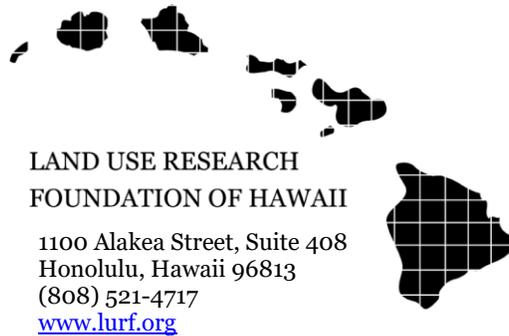 LAND USE RESEARCH
FOUNDATION OF HAWAII
1100 Alakea Street, Suite 408
Honolulu, Hawaii 96813
(808) 521-4717
www.lurf.org